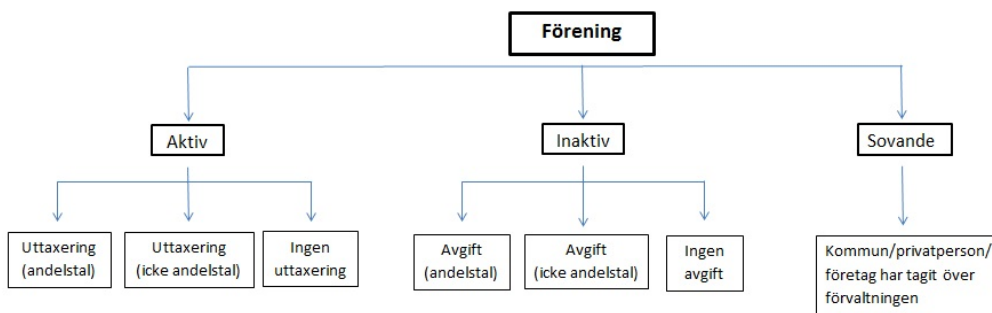 Förening
Aktiv
Inaktiv
Sovande
Uttaxering
(andelstal)
Uttaxering
(icke andelstal)
Ingen
uttaxering
Avgift
(andelstal)
Avgift
(icke andelstal)
Ingen
avgift
Kommun/privatperson/
företag har tagit över
förvaltningen